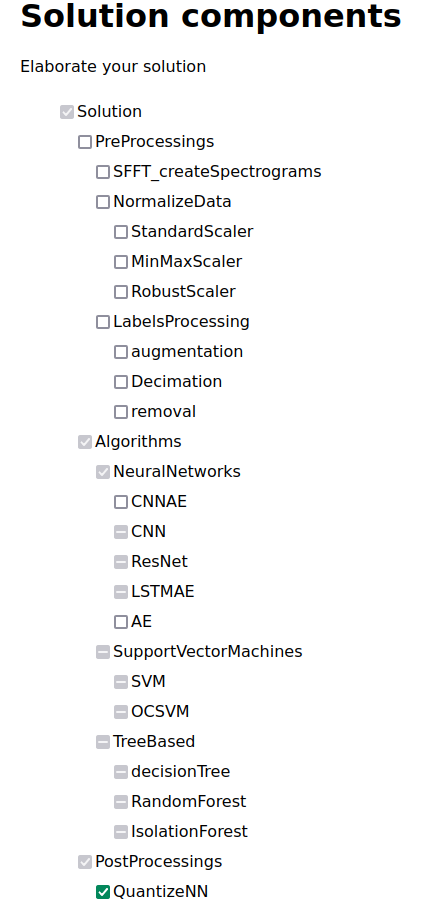 Solution components
Elaborate your solution
Solution
PreProcessings
SFFT_createSpectrograms
NormalizeData
StandardScaler
MinMaxScaler
RobustScaler
LabelsProcessing
augmentation
Decimation
removal
Algorithms
NeuralNetworks
CNNAE
CNN
ResNet
LSTMAE
AE
SupportVectorMachines
SVM
OCSVM
TreeBased
decisionTree
RandomForest
IsolationForest
PostProcessings
QuantizeNN